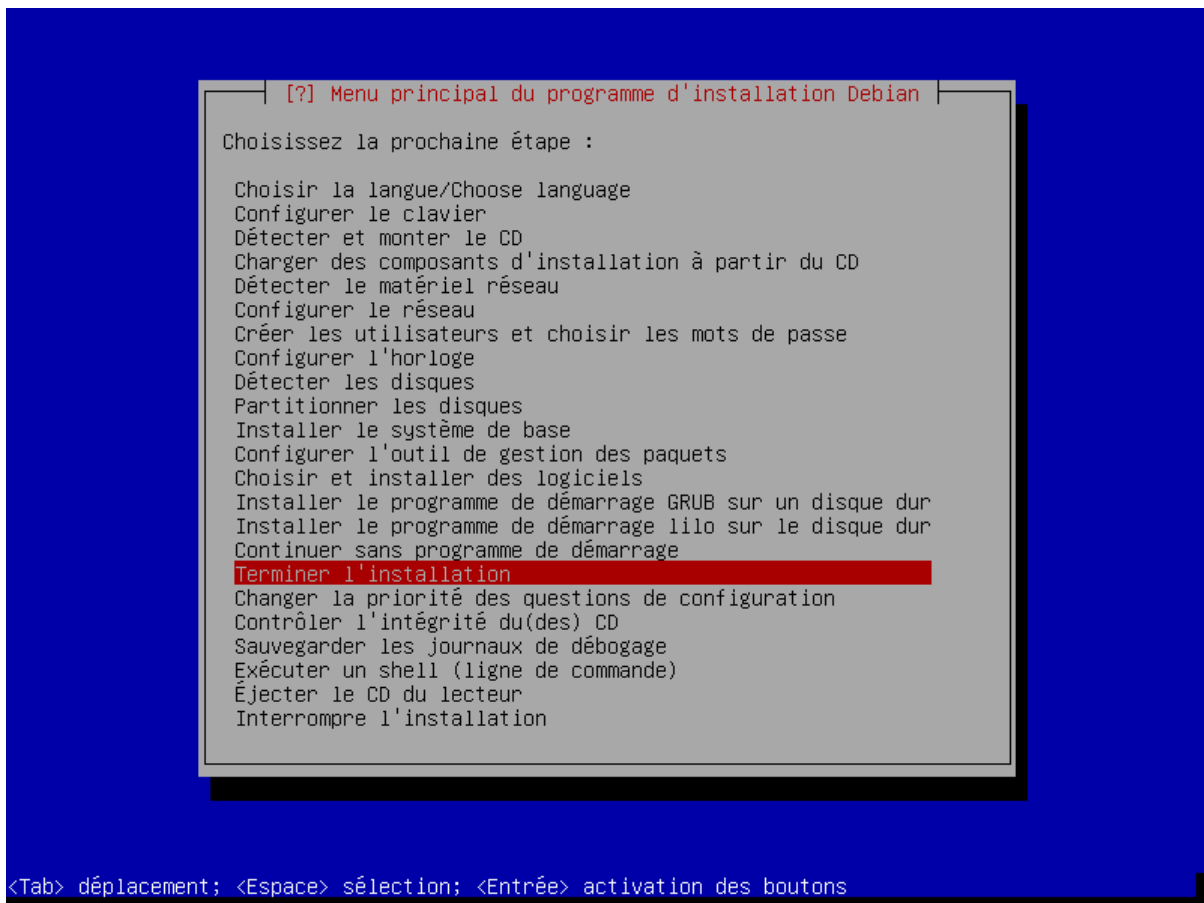 [?] Menu principal du programme d'installation Debian
Choisissez la prochaine étape :
Choisir la langue/Choose language
Configurer le clavier
Détecter et monter le CD
Charger des composants d'installation à partir du CD
Détecter le matériel réseau
Configurer le réseau
Créer les utilisateurs et choisir les mots de passe
Configurer l'horloge
Détecter les disques
Partitionner les disques
Installer le système de base
Configurer l'outil de gestion des paquets
Choisir et installer des logiciels
Installer le programme de démarrage GRUB sur un disque dur
Installer le programme de démarrage lilo sur le disque dur
Continuer sans programme de démarrage
Terminer l'installation
Changer la priorité des questions de configuration
Contrôler l'intégrité du(des) CD
Sauvegarder les journaux de débogage
Exécuter un shell (ligne de commande)
Éjecter le CD du lecteur
Interrompre l'installation
<Tab> déplacement; <Espace> sélection; <Entrée> activation des boutons